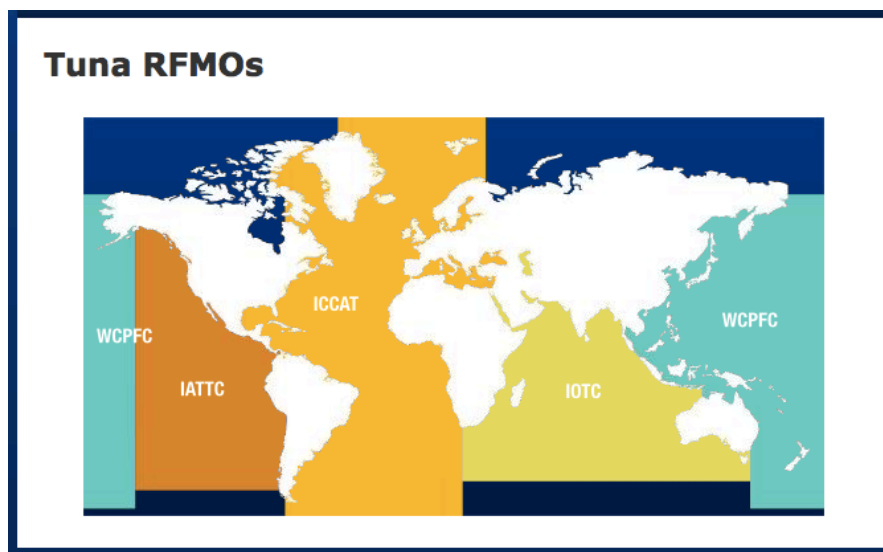 Tuna RFMOs
ICCAT
WCPFC
WCPFC
IATTC
IOTC